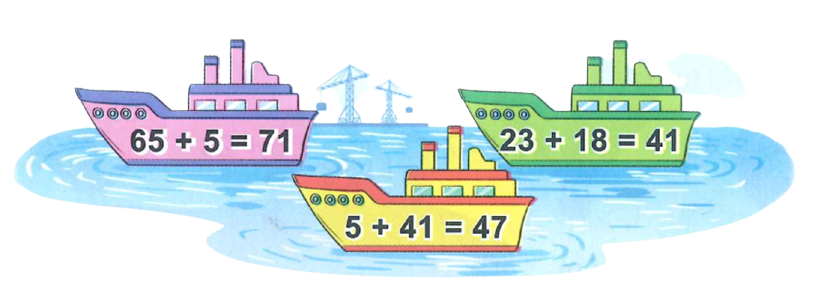 65 + 5 = 71
23 + 18 = 41
5 + 41 = 47